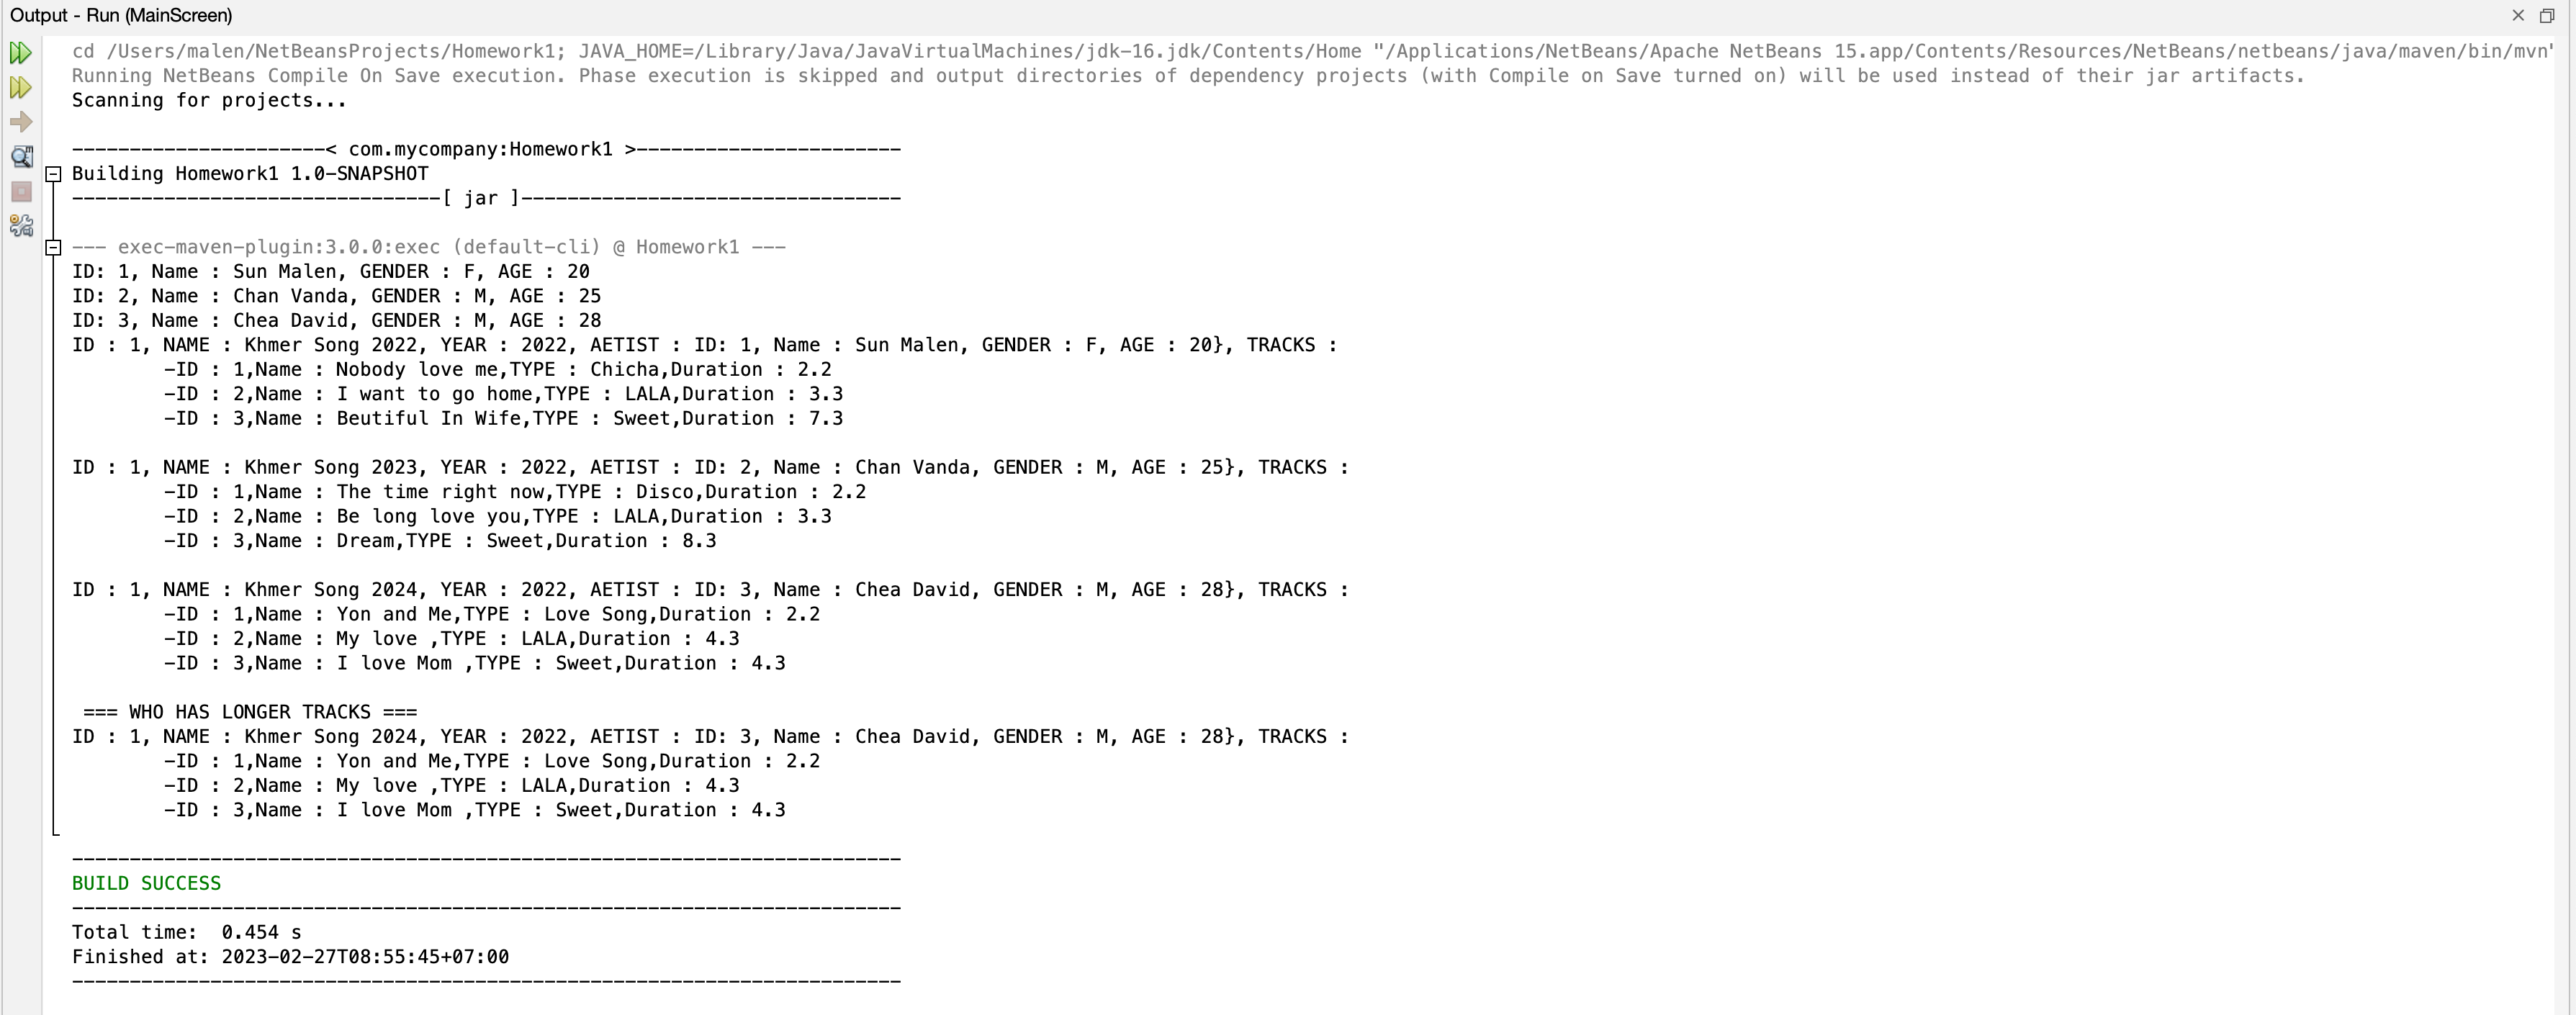 Output - Run (MainScreen)
cd /Users/malen/NetBeansProjects/Homework1; JAVA_HOME=/Library/Java/JavaVirtualMachines/jdk-16.jdk/Contents/Home "/Applications/NetBeans/Apache NetBeans 15.app/Contents/Resources/NetBeans/netbeans/java/maven/bin/mvn"
Running NetBeans Compile On Save execution. Phase execution is skipped and output directories of dependency projects (with Compile on Save turned on) will be used instead of their jar artifacts.
Scanning for projects...
----------------------< com.mycompany:Homework1 >-----------------------
Building Homework1 1.0-SNAPSHOT
--------------------------------[ jar ]---------------------------------
--- exec-maven-plugin:3.0.0:exec (default-cli) @ Homework1 ---
ID: 1, Name : Sun Malen, GENDER : F, AGE : 20
ID: 2, Name : Chan Vanda, GENDER : M, AGE : 25
ID: 3, Name : Chea David, GENDER : M, AGE : 28
ID : 1, NAME : Khmer Song 2022, YEAR : 2022, AETIST : ID: 1, Name : Sun Malen, GENDER : F, AGE : 20}, TRACKS :
-ID : 1,Name : Nobody love me,TYPE : Chicha,Duration : 2.2
-ID : 2,Name : I want to go home,TYPE : LALA,Duration : 3.3
-ID : 3,Name : Beutiful In Wife,TYPE : Sweet,Duration : 7.3
ID : 1, NAME : Khmer Song 2023, YEAR : 2022, AETIST : ID: 2, Name : Chan Vanda, GENDER : M, AGE : 25}, TRACKS :
-ID : 1,Name : The time right now,TYPE : Disco,Duration : 2.2
-ID : 2,Name : Be long love you,TYPE : LALA,Duration : 3.3
-ID : 3,Name : Dream,TYPE : Sweet,Duration : 8.3
ID : 1, NAME : Khmer Song 2024, YEAR : 2022, AETIST : ID: 3, Name : Chea David, GENDER : M, AGE : 28}, TRACKS :
-ID : 1,Name : Yon and Me,TYPE : Love Song,Duration : 2.2
-ID : 2,Name : My love ,TYPE : LALA,Duration : 4.3
-ID : 3,Name : I love Mom ,TYPE : Sweet,Duration : 4.3
=== WHO HAS LONGER TRACKS ===
ID : 1, NAME : Khmer Song 2024, YEAR : 2022, AETIST : ID: 3, Name : Chea David, GENDER : M, AGE : 28}, TRACKS :
-ID : 1,Name : Yon and Me,TYPE : Love Song,Duration : 2.2
-ID : 2,Name : My love ,TYPE : LALA,Duration : 4.3
-ID : 3,Name : I love Mom ,TYPE : Sweet,Duration : 4.3
------------------------------------------------------------------------
BUILD SUCCESS
------------------------------------------------------------------------
Total time:  0.454 s
Finished at: 2023-02-27T08:55:45+07:00
------------------------------------------------------------------------